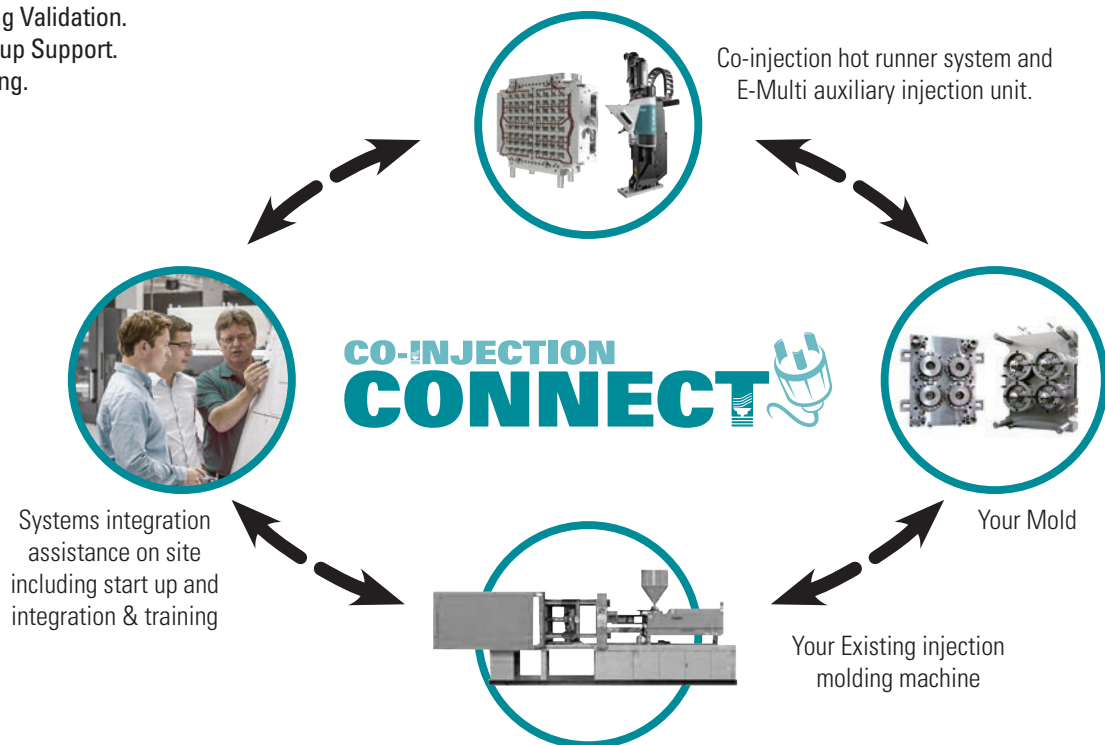 g Validation.
up Support.
ng.
Co-injection hot runner system and
E-Multi auxiliary injection unit.
CO-INJECTION
CONNECT
Systems integration
assistance on site
including start up and
integration & training
Your Mold
Your Existing injection
molding machine